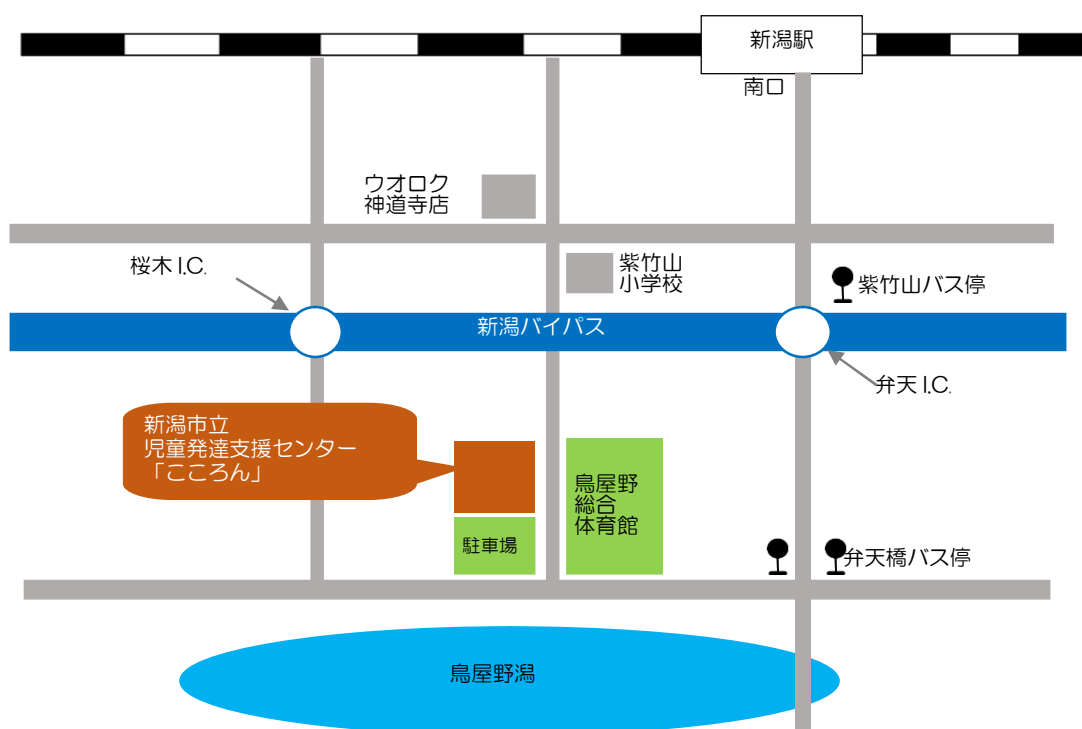 新潟駅
南口
ウオロク
神道寺店
紫竹山
小学校
桜木 I.C.
紫竹山バス停
新潟バイパス
弁天 I.C.
新潟市立
児童発達支援センター
「こころん」
鳥屋野
総合
体育館
駐車場
弁天橋バス停
鳥屋野潟